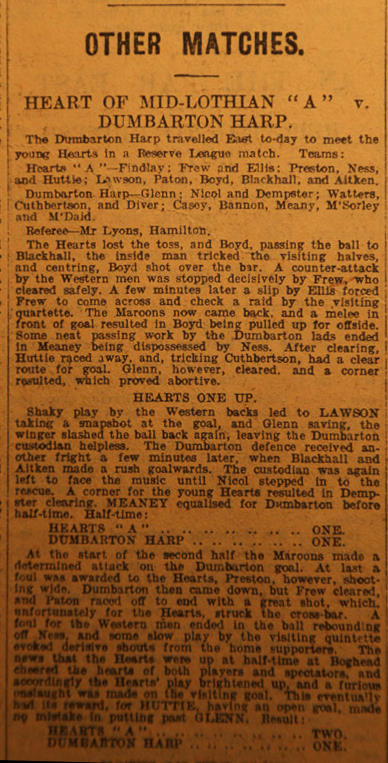 OTHER MATCHES.
HEART OF MID-LOTHIAN "A" v.
DUMBARTON HARP.
The Dumbarton Harp travelled East to-day to meet the
young Hearts in a Reserve League match. Teams:
Hearts "A"—Findlay; Frew and Ellis; Preston, Ness,
and Huttie; Lawson, Paton, Boyd, Blackhall, and Aitken.
Dumbarton Harp—Glenn; Nicol and Dempster; Watters,
Cuthbertson, and Diver; Casey, Bannon, Meany, M'Sorley
and M'Daid.
Referee—Mr Lyons, Hamilton.
The Hearts lost the toss, and Boyd, passing the ball to
Blackhall, the inside man tricked the visiting halves,
and centring, Boyd shot over the bar. A counter-attack
by the Western men was stopped decisively by Frew, who
cleared safely. A few minutes later a slip by Ellis forced
Frew to come across and check a raid by the visiting
quartette. The Maroons now came back, and a melee in
front of goal resulted in Boyd being pulled up for offside.
Some neat passing work by the Dumbarton lads ended
in Meaney being dispossessed by Ness. After clearing,
Huttie raced away, and, tricking Cuthbertson, had a clear
route for goal. Glenn, however, cleared, and a corner
resulted, which proved abortive.
HEARTS ONE UP.
Shaky play by the Western backs led to LAWSON
taking a snapshot at the goal, and Glenn saving, the
winger slashed the ball back again, leaving the Dumbarton
custodian helpless. The Dumbarton defence received an-
other fright a few minutes later, when Blackhall and
Aitken made a rush goalwards. The custodian was again
left to face the music until Nicol stepped in to the
rescue. A corner for the young Hearts resulted in Demp-
ster clearing. MEANEY equalised for Dumbarton before
half-time. Half-time:
HEARTS "A" .. .. .. .. .. .. .. ONE.
DUMBARTON HARP .. .. .. .. .. .. ONE.
At the start of the second half the Maroons made a
determined attack on the Dumbarton goal. At last a
foul was awarded to the Hearts, Preston, however, shoot-
ing wide. Dumbarton then came down, but Frew cleared,
and Paton raced off to end with a great shot, which,
unfortunately for the Hearts, struck the cross-bar. A
foul for the Western men ended in the ball rebounding
off Ness, and some slow play by the visiting quintette
evoked derisive shouts from the home supporters. The
news that the Hearts were up at half-time at Boghead
cheered the hearts of both players and spectators, and
accordingly the Hearts' play brightened up, and a furious
onslaught was made on the visiting goal. This eventually
had its reward, for HUTTIE, having an open goal, made
no mistake in putting past GLENN. Result:
HEARTS "A" .. .. .. .. .. .. .. TWO.
DUMBARTON HARP .. .. .. .. .. .. ONE.